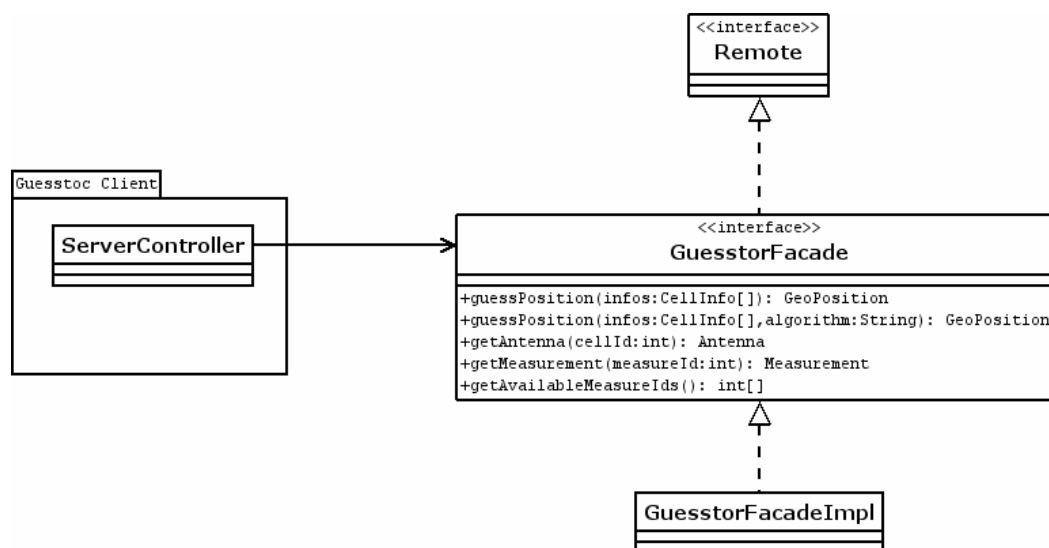 <<interface>>
Remote
Guesstoc Client
ServerController
<<interface>>
GuesstorFacade
+guessPosition(infos:CellInfo[]): GeoPosition
+guessPosition(infos:CellInfo[],algorithm:String): GeoPosition
+getAntenna(cellId:int): Antenna
+getMeasurement(measureId:int): Measurement
+getAvailableMeasureIds(): int[]
GuesstorFacadeImpl